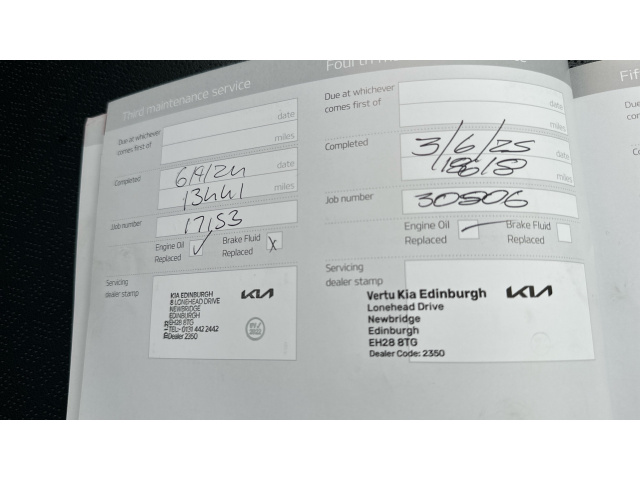 Third maintenance service
Due at whichever
comes first of
date
miles
Completed
6/9/24 date
13441 miles
Job number
17153
Engine Oil
Replaced ✓
Brake Fluid
Replaced X
Servicing
dealer stamp
KIA EDINBURGH
8 LONEHEAD DRIVE
NEWBRIDGE
EDINBURGH
EH28 8TG
TEL:- 0131 442 2442
Dealer 2350
KIA
Due at whichever
comes first of
date
miles
Completed
3/6/25 date
18618 miles
Job number
30506
Engine Oil
Replaced
Brake Fluid
Replaced
Servicing
dealer stamp
Vertu Kia Edinburgh
KIA
Lonehead Drive
Newbridge
Edinburgh
EH28 8TG
Dealer Code: 2350